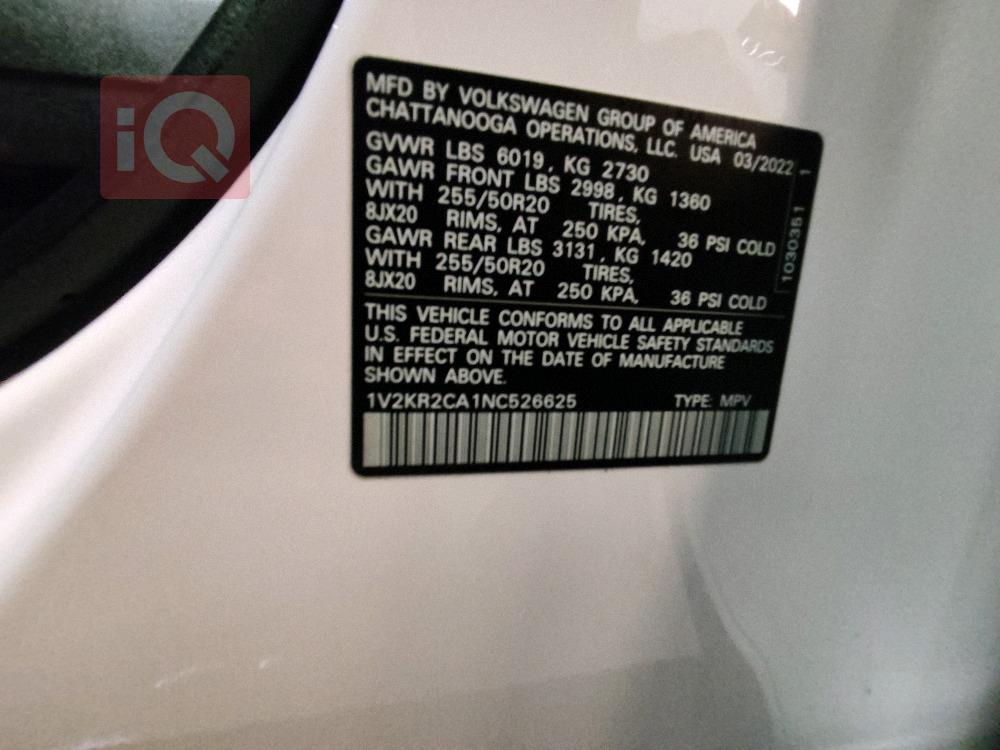 iQ
MFD BY VOLKSWAGEN GROUP OF AMERICA
CHATTANOOGA OPERATIONS, LLC. USA 03/2022
GVWR LBS 6019, KG 2730
GAWR FRONT LBS 2998, KG 1360
WITH 255/50R20 TIRES,
8JX20 RIMS, AT 250 KPA, 36 PSI COLD
GAWR REAR LBS 3131, KG 1420
WITH 255/50R20 TIRES,
8JX20 RIMS, AT 250 KPA, 36 PSI COLD
1030351 1
THIS VEHICLE CONFORMS TO ALL APPLICABLE
U.S. FEDERAL MOTOR VEHICLE SAFETY STANDARDS
IN EFFECT ON THE DATE OF MANUFACTURE
SHOWN ABOVE.
1V2KR2CA1NC526625 TYPE: MPV